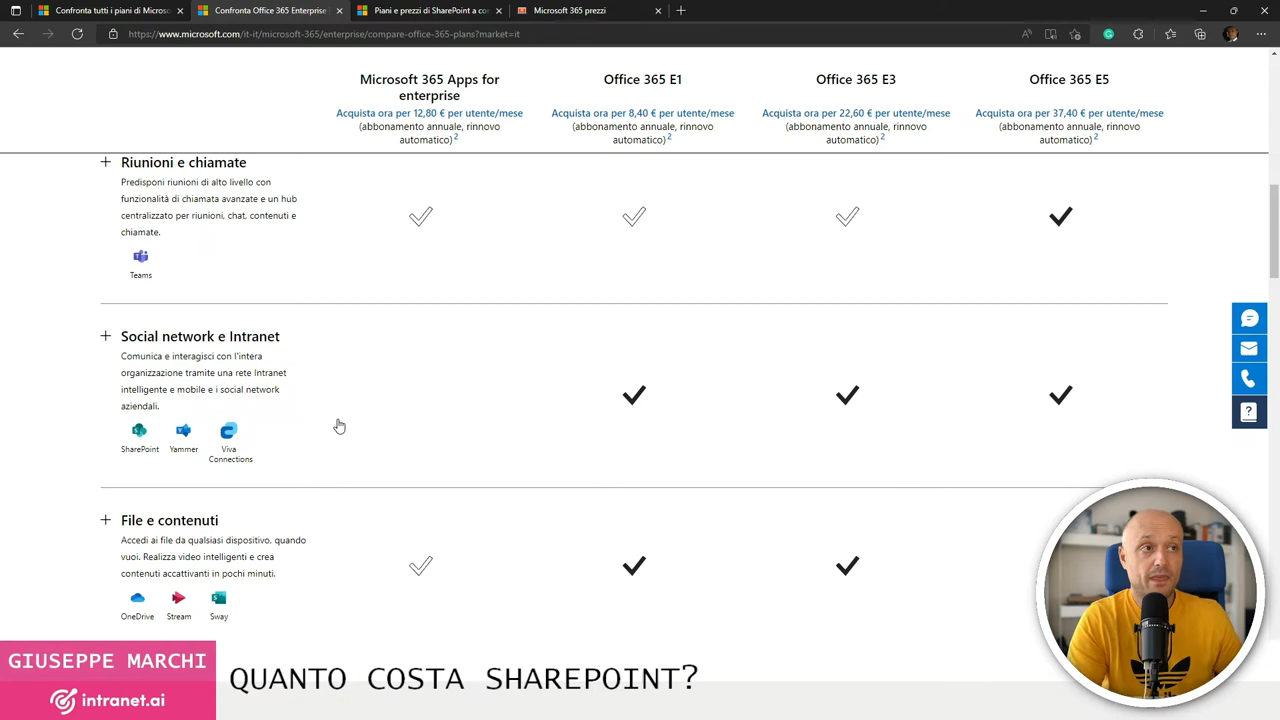 Confronta tutti i piani di Microso
Confronta Office 365 Enterprise
Piani e prezzi di SharePoint a co
Microsoft 365 prezzi
https://www.microsoft.com/it-it/microsoft-365/enterprise/compare-office-365-plans?market=it
Microsoft 365 Apps for
enterprise
Acquista ora per 12,80 € per utente/mese
(abbonamento annuale, rinnovo
automatico)2
Office 365 E1
Acquista ora per 8,40 € per utente/mese
(abbonamento annuale, rinnovo
automatico)2
Office 365 E3
Acquista ora per 22,60 € per utente/mese
(abbonamento annuale, rinnovo
automatico)2
Office 365 E5
Acquista ora per 37,40 € per utente/mese
(abbonamento annuale, rinnovo
automatico)2
Riunioni e chiamate
Predisponi riunioni di alto livello con
funzionalità di chiamata avanzate e un hub
centralizzato per riunioni, chat, contenuti e
chiamate.
Teams
Social network e Intranet
Comunica e interagisci con l'intera
organizzazione tramite una rete Intranet
intelligente e mobile e i social network
aziendali.
SharePoint
Yammer
Viva
Connections
File e contenuti
Accedi ai file da qualsiasi dispositivo, quando
vuoi. Realizza video intelligenti e crea
contenuti accattivanti in pochi minuti.
OneDrive
Stream
Sway
GIUSEPPE MARCHI
intranet.ai
QUANTO COSTA SHAREPOINT?